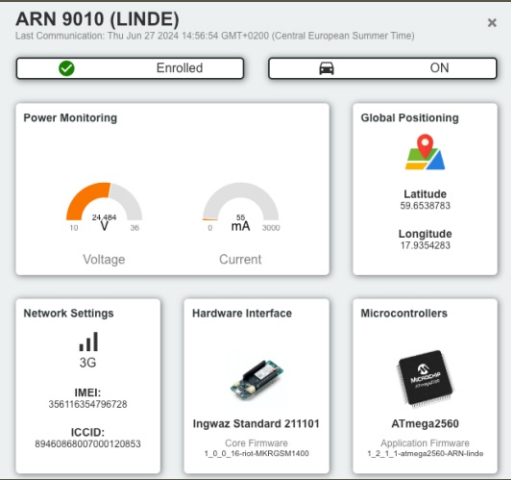 ARN 9010 (LINDE)
Last Communication: Thu Jun 27 2024 14:56:54 GMT+0200 (Central European Summer Time)
Enrolled
ON
Power Monitoring
24,484
V
10
36
Voltage
55
mA
0
3000
Current
Global Positioning
Latitude
59.6538783
Longitude
17.9354283
Network Settings
3G
IMEI:
356116354796728
ICCID:
89460868007000120853
Hardware Interface
Ingwaz Standard 211101
Core Firmware
1_0_0_16-riot-MKRGSM1400
Microcontrollers
MICROCHIP
ATmega2560
ATmega2560
Application Firmware
1_2_1_1-atmega2560-ARN-linde